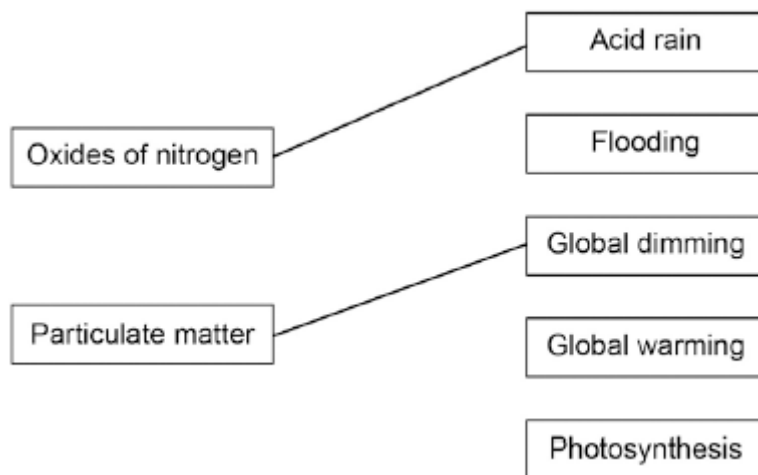 Oxides of nitrogen
Particulate matter
Acid rain
Flooding
Global dimming
Global warming
Photosynthesis